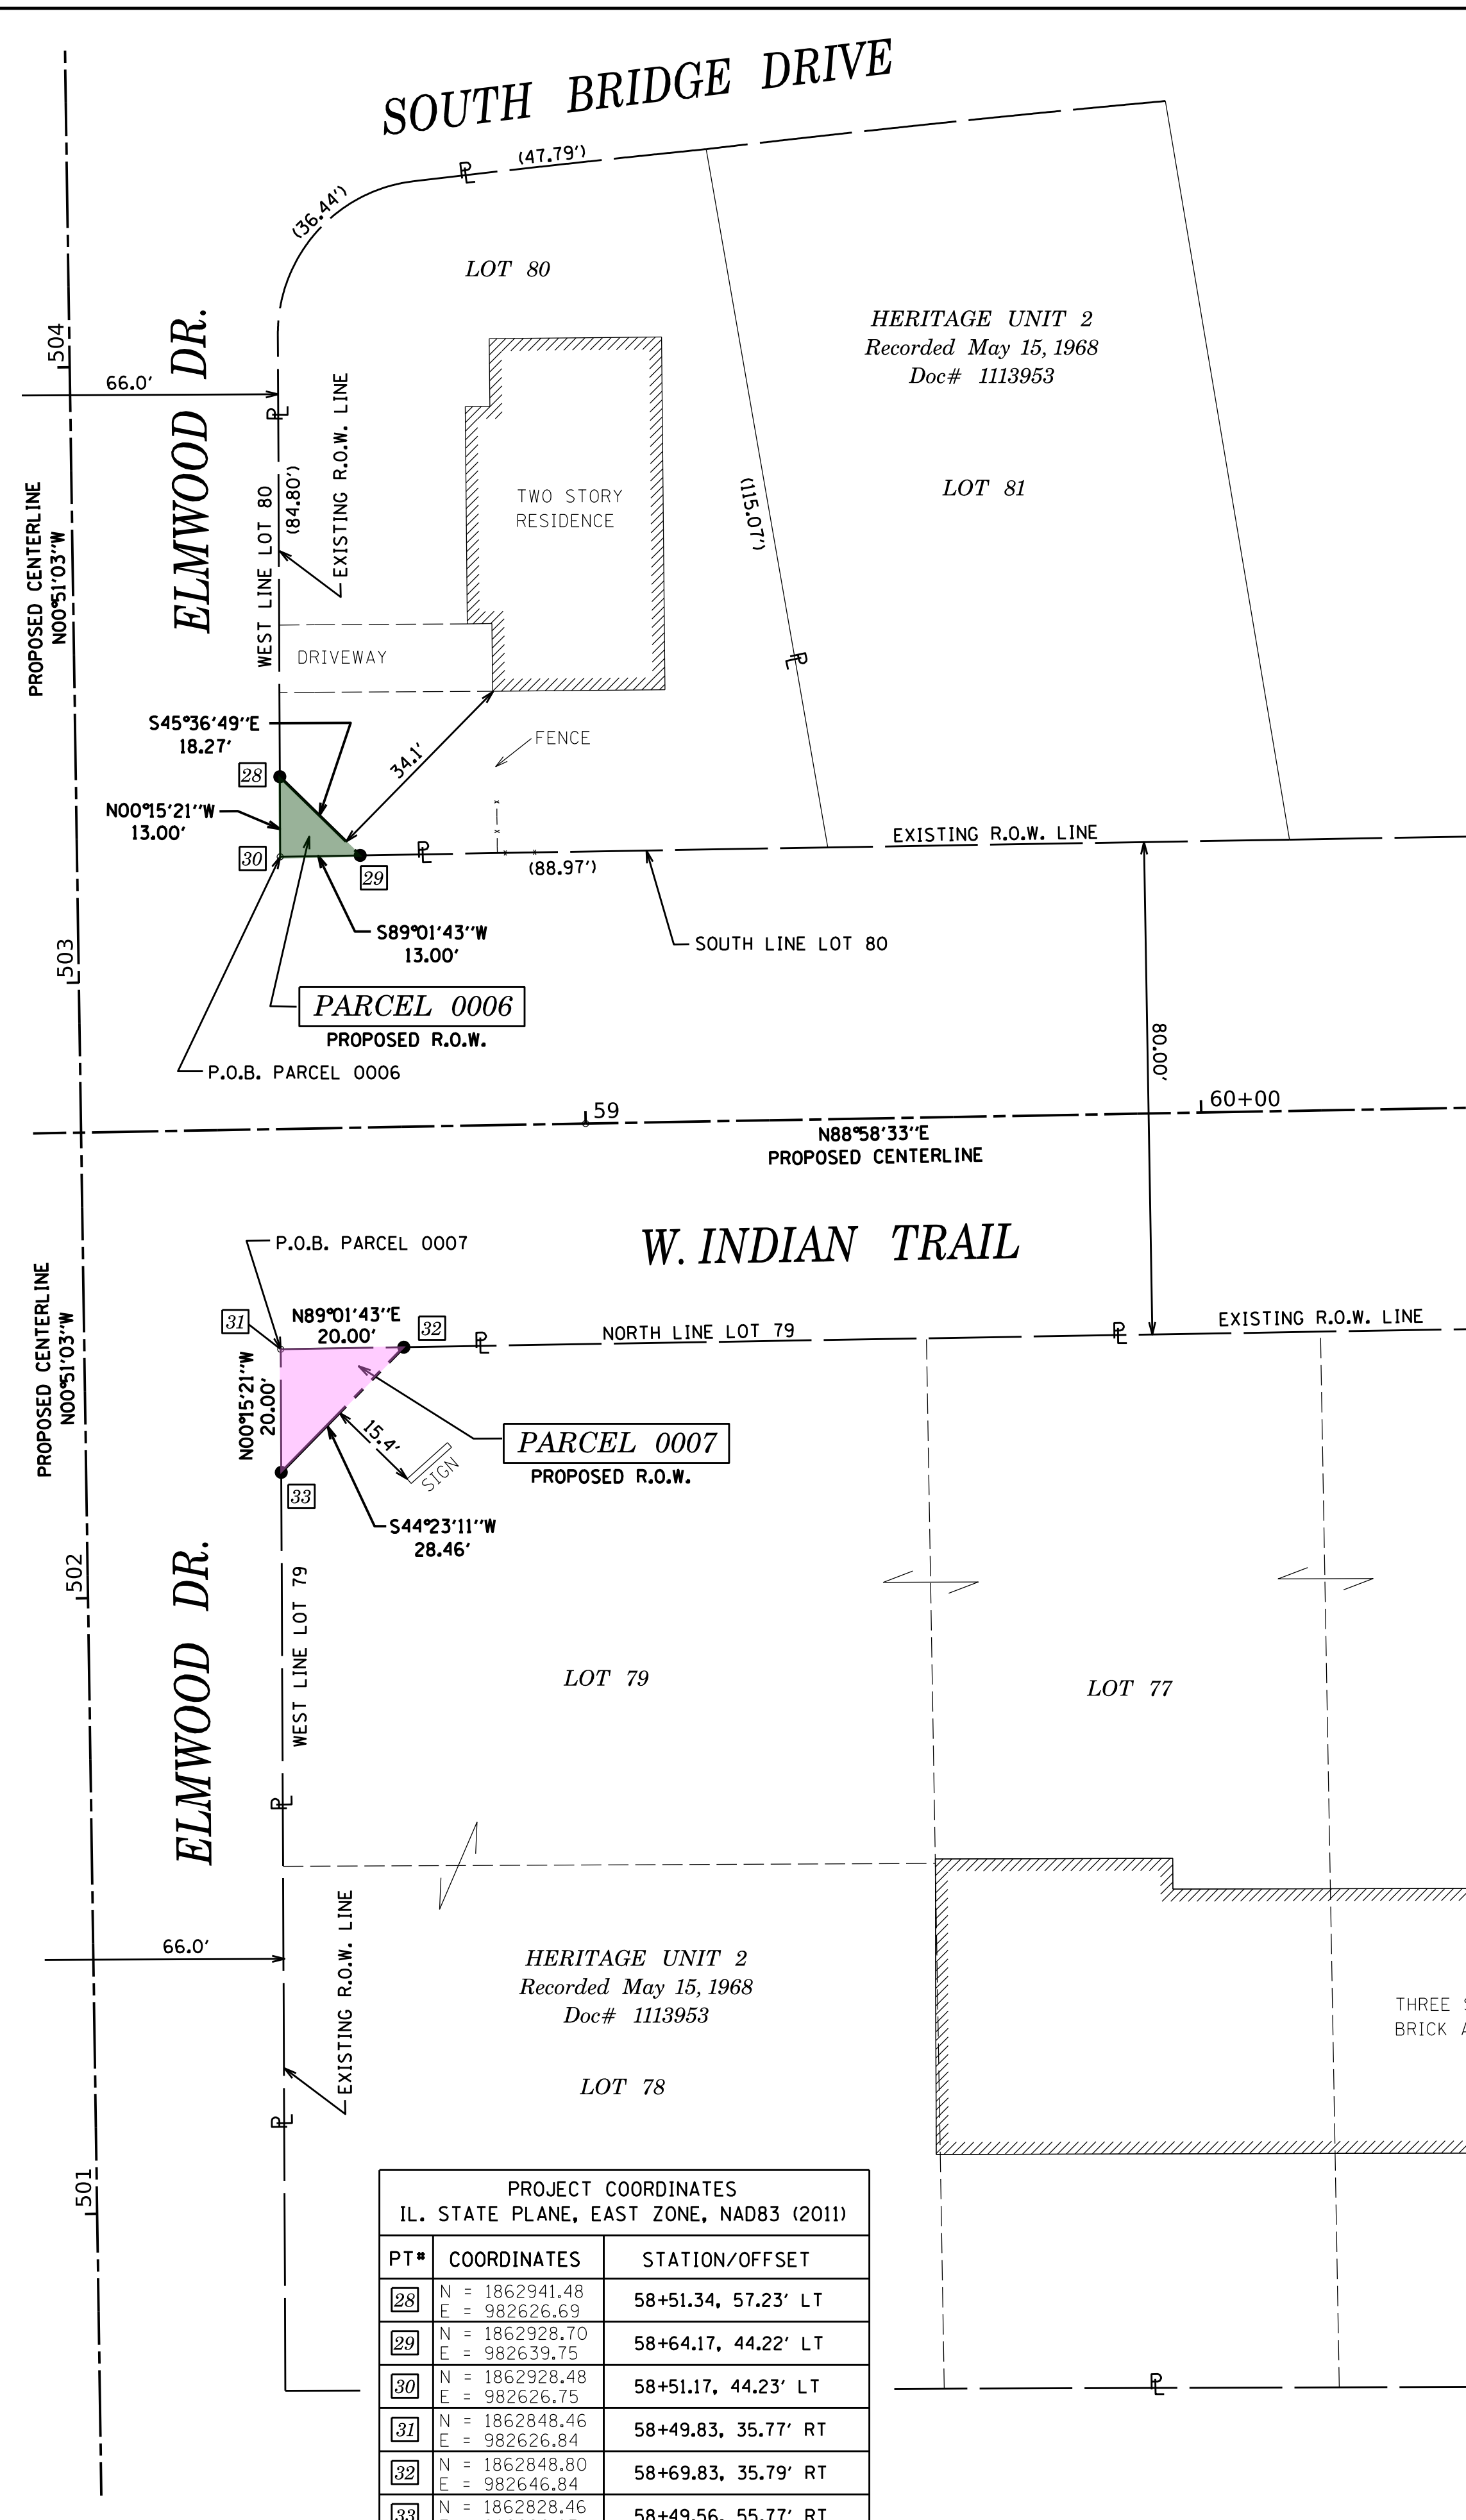 SOUTH BRIDGE DRIVE
(47.79')
(36.44')
LOT 80
HERITAGE UNIT 2
Recorded May 15, 1968
Doc# 1113953
504
66.0'
ELMWOOD DR.
EXISTING R.O.W. LINE
WEST LINE LOT 80
(84.80')
PROPOSED CENTERLINE
N00°51'03"W
TWO STORY
RESIDENCE
(115.07')
LOT 81
DRIVEWAY
S45°36'49"E
18.27'
34.1'
FENCE
28
N00°15'21"W
13.00'
30
29
EXISTING R.O.W. LINE
(88.97')
S89°01'43"W
13.00'
SOUTH LINE LOT 80
503
PARCEL 0006
PROPOSED R.O.W.
P.O.B. PARCEL 0006
80.00'
59
60+00
N88°58'33"E
PROPOSED CENTERLINE
W. INDIAN TRAIL
P.O.B. PARCEL 0007
PROPOSED CENTERLINE
N00°51'03"W
31
N89°01'43"E
20.00'
32
NORTH LINE LOT 79
EXISTING R.O.W. LINE
N00°15'21"W
20.00'
15.4'
SIGN
PARCEL 0007
PROPOSED R.O.W.
33
S44°23'11"W
28.46'
502
ELMWOOD DR.
WEST LINE LOT 79
LOT 79
LOT 77
66.0'
EXISTING R.O.W. LINE
HERITAGE UNIT 2
Recorded May 15, 1968
Doc# 1113953
THREE
BRICK
LOT 78
501
PROJECT COORDINATES
IL. STATE PLANE, EAST ZONE, NAD83 (2011)
PT# COORDINATES STATION/OFFSET
28 N = 1862941.48 58+51.34, 57.23' LT
E = 982626.69
29 N = 1862928.70 58+64.17, 44.22' LT
E = 982639.75
30 N = 1862928.48 58+51.17, 44.23' LT
E = 982626.75
31 N = 1862848.46 58+49.83, 35.77' RT
E = 982626.84
32 N = 1862848.80 58+69.83, 35.79' RT
E = 982646.84
33 N = 1862828.46 58+49.56, 55.77' RT